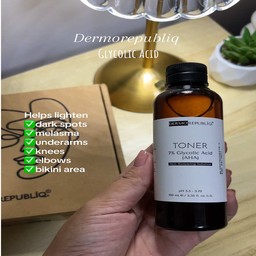 Dermorepubliq
Glycolic Acid
Helps lighten
✅dark spots
✅melasma
✅underarms
✅knees
✅elbows
✅bikini area
REPUBLIQ
DERMOREPUBLIQ
TONER
7% Glycolic Acid
(AHA)